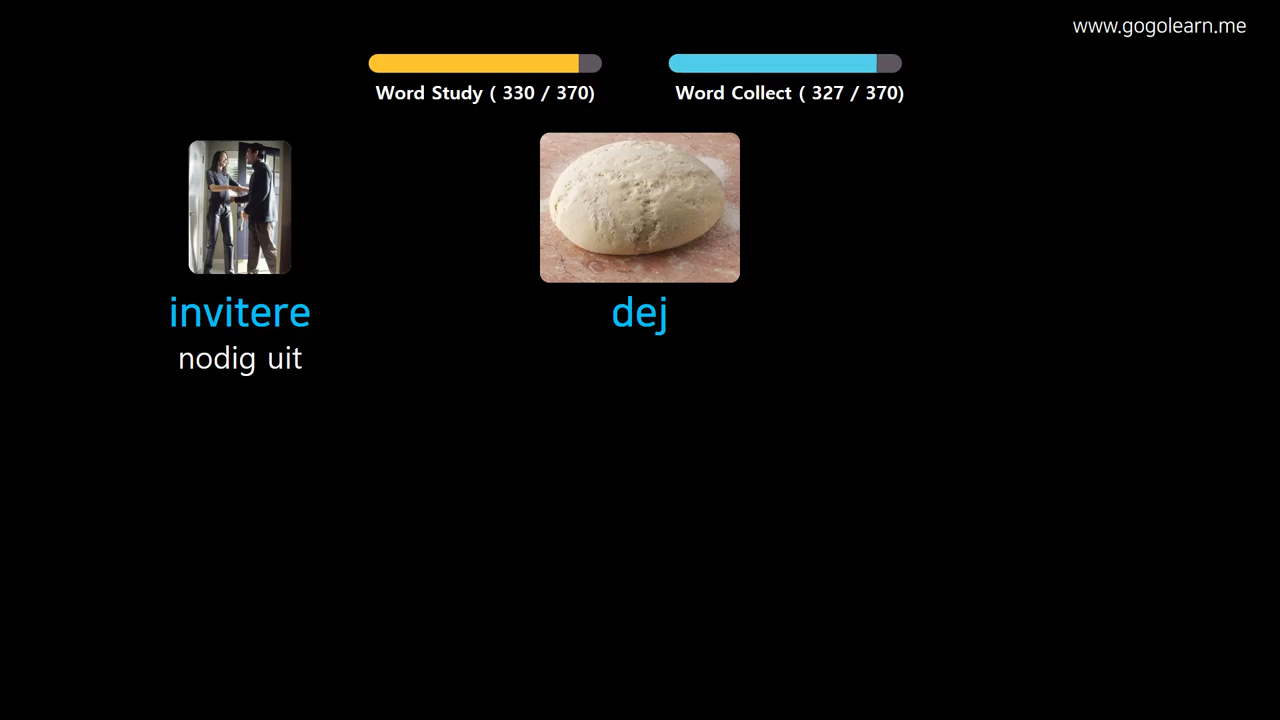 www.gogolearn.me
Word Study ( 330 / 370)
Word Collect ( 327 / 370)
invitere
nodig uit
dej